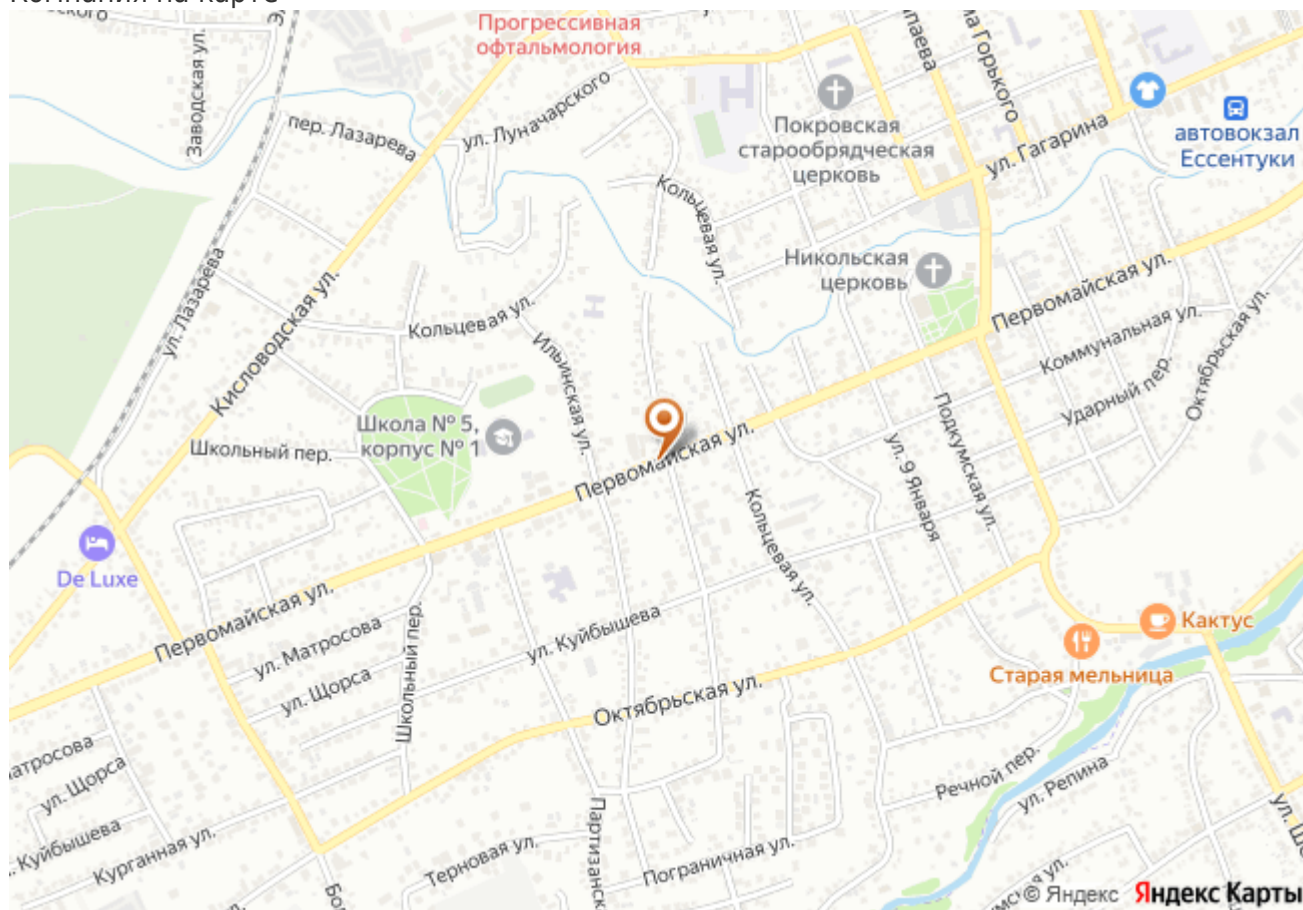 Компания на карте
Прогрессивная
офтальмология
Заводская ул.
пер. Лазарева
ул. Луначарского
Покровская
старообрядческая
церковь
Горького
ул. Гагарина
автовокзал
Ессентуки
ул. Лазарева
Кисловодская ул.
Кольцевая ул.
Кольцевая ул.
Никольская
церковь
Первомайская ул.
Коммунальная ул.
Ударный пер.
Октябрьская ул.
Ильинская ул.
Школа № 5,
корпус № 1
Школьный пер.
Первомайская ул.
Подкумская ул.
ул. 9 Января
Кольцевая ул.
De Luxe
Первомайская ул.
ул. Матросова
ул. Щорса
Школьный пер.
ул. Куйбышева
Октябрьская ул.
Кактус
Старая мельница
ул. Щорса
Куйбышева
Курганная ул.
Терновая ул.
Пограничная ул.
Речной пер.
ул. Репина
© Яндекс Яндекс Карты